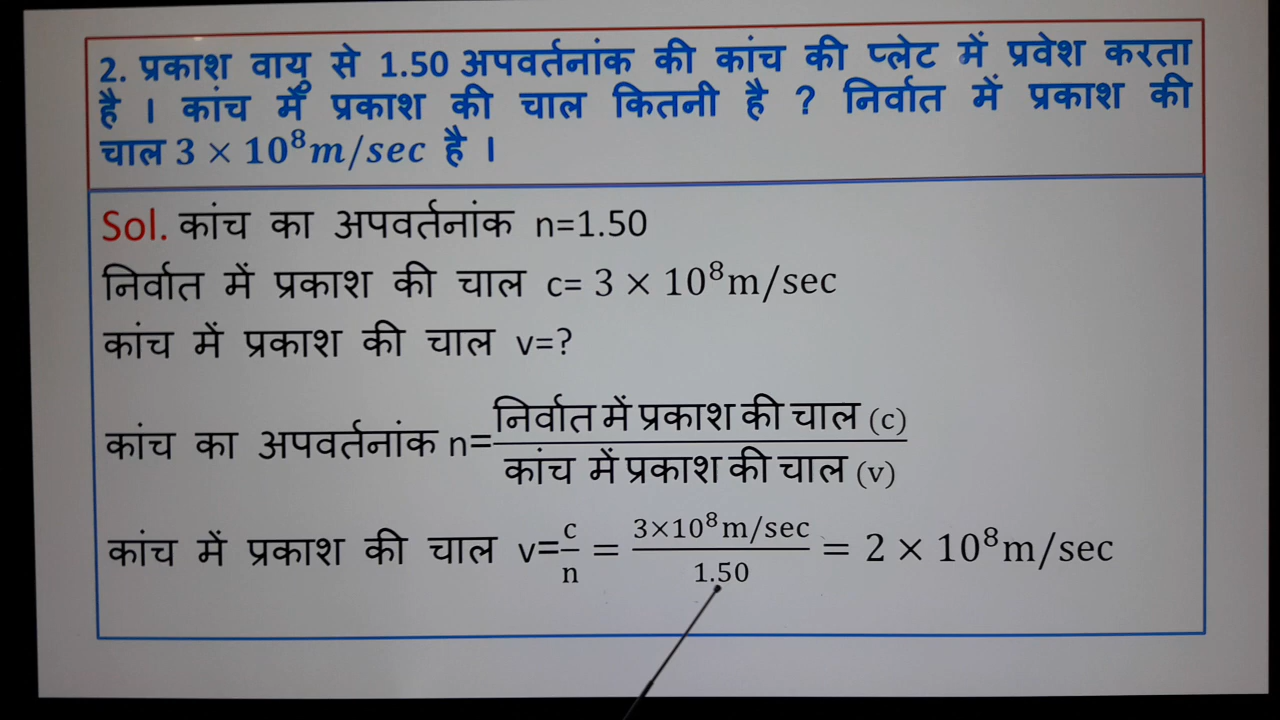 2. प्रकाश वायु से 1.50 अपवर्तनांक की कांच की प्लेट में प्रवेश करता
है । कांच में प्रकाश की चाल कितनी है ? निर्वात में प्रकाश की
चाल 3 × 10⁸m/sec है ।
Sol. कांच का अपवर्तनांक n=1.50
निर्वात में प्रकाश की चाल c= 3 × 10⁸m/sec
कांच में प्रकाश की चाल v=?
कांच का अपवर्तनांक n= निर्वात में प्रकाश की चाल (c) / कांच में प्रकाश की चाल (v)
कांच में प्रकाश की चाल v= c/n = 3×10⁸m/sec / 1.50 = 2 × 10⁸m/sec